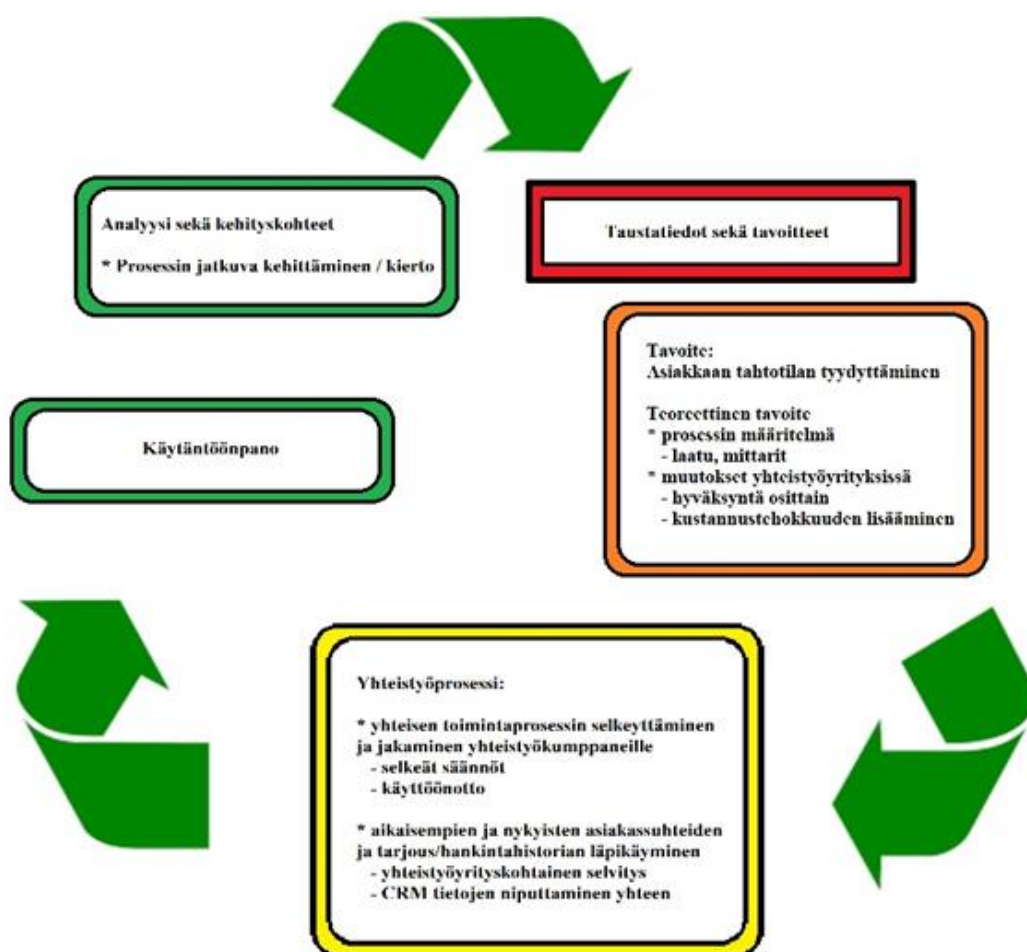 Analyysi sekä kehityskohteet
* Prosessin jatkuva kehittäminen / kierto
Taustatiedot sekä tavoitteet
Tavoite:
Asiakkaan tahtotilan tyydyttäminen
Teoreettinen tavoite
* prosessin määritelmä
- laatu, mittarit
* muutokset yhteistyöyrityksissä
- hyväksyntä osittain
- kustannustehokkuuden lisääminen
Käytäntöönpano
Yhteistyöprosessi:
* yhteisen toimintaprosessin selkeyttäminen
ja jakaminen yhteistyökumppaneille
- selkeät säännöt
- käyttöönotto
* aikaisempien ja nykyisten asiakassuhteiden
ja tarjous/hankintahistorian läpikäyminen
- yhteistyöyrityskohtainen selvitys
- CRM tietojen niputtaminen yhteen